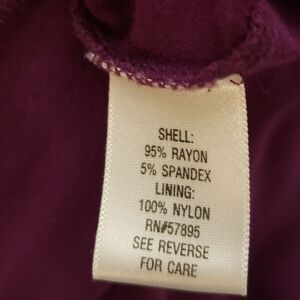 SHELL:
95% RAYON
5% SPANDEX
LINING:
100% NYLON
RN#57895
SEE REVERSE
FOR CARE